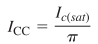 I_CC = I_c(sat) / π